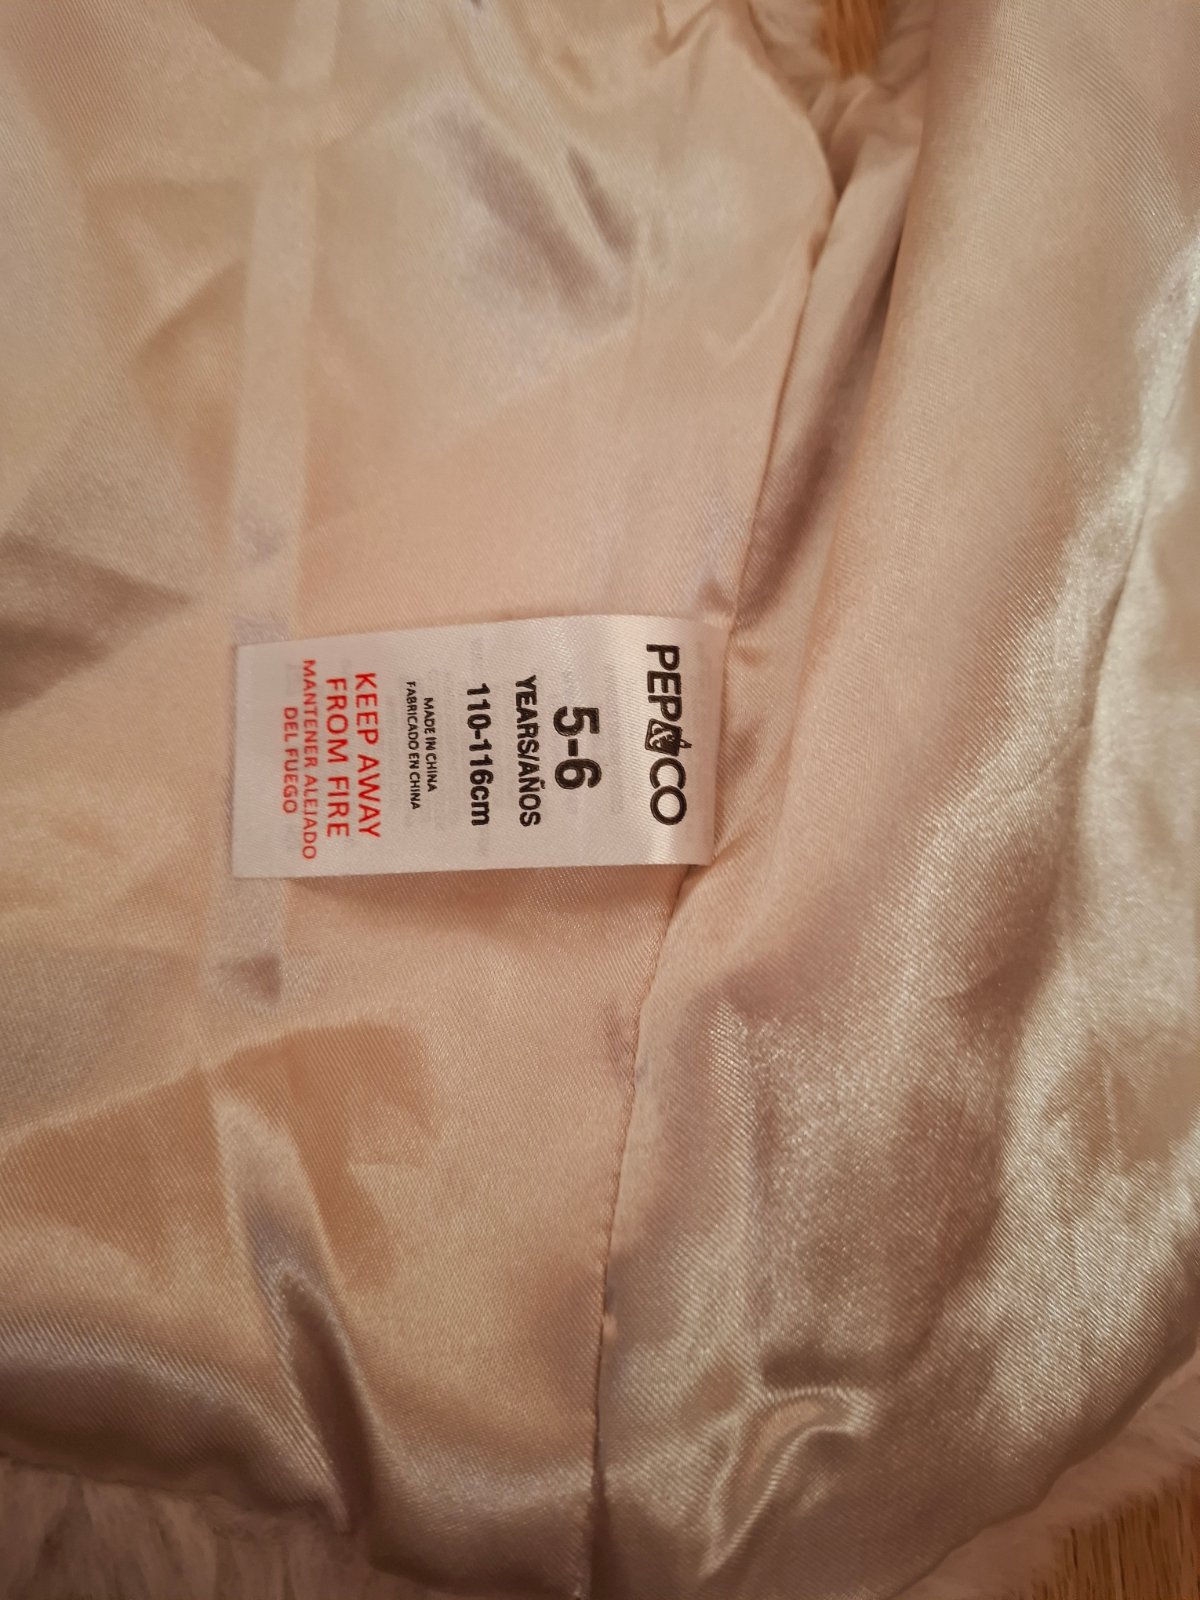 PEP&CO
5-6
YEARS/AÑOS
110-116cm
MADE IN CHINA
FABRICADO EN CHINA
KEEP AWAY
FROM FIRE
MANTENER ALEJADO
DEL FUEGO